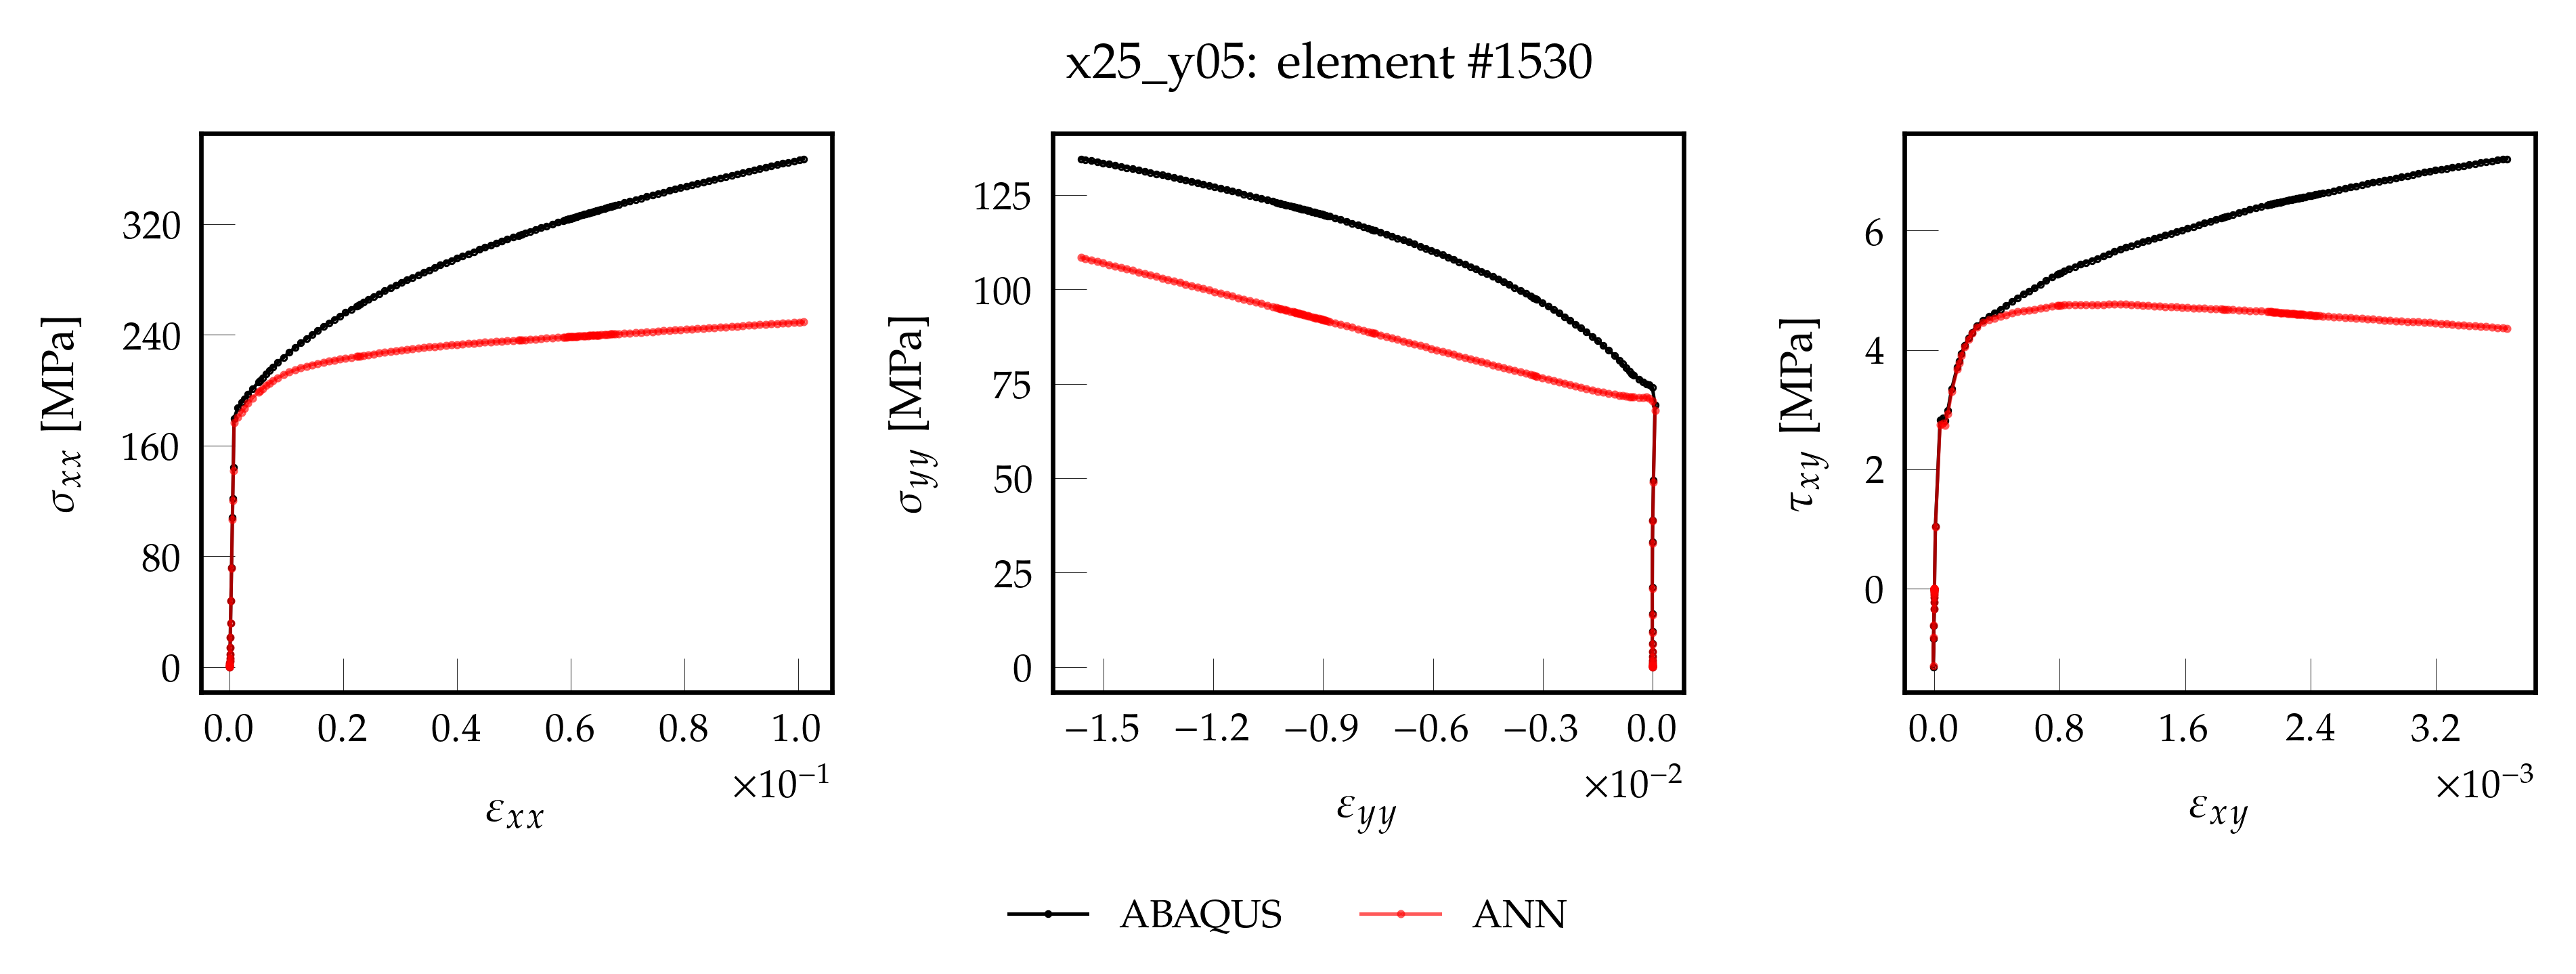 x25_y05: element #1530
σxx [MPa]
320
240
160
80
0
0.0 0.2 0.4 0.6 0.8 1.0
×10⁻¹
εxx
σyy [MPa]
125
100
75
50
25
0
−1.5 −1.2 −0.9 −0.6 −0.3 0.0
×10⁻²
εyy
τxy [MPa]
6
4
2
0
0.0 0.8 1.6 2.4 3.2
×10⁻³
εxy
ABAQUS ANN